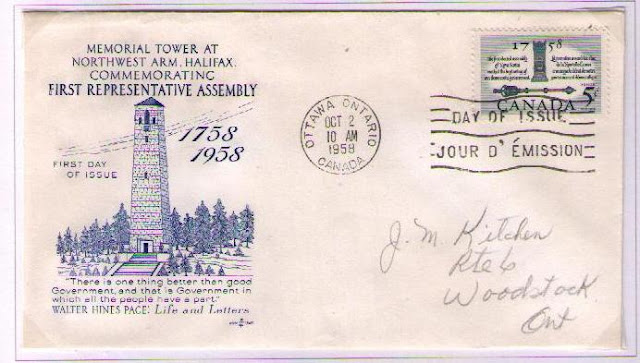 MEMORIAL TOWER AT
NORTHWEST ARM, HALIFAX,
COMMEMORATING
FIRST REPRESENTATIVE ASSEMBLY
1758
1958
FIRST DAY
OF ISSUE
"There is one thing better than good
Government, and that is Government in
which all the people have a part."
WALTER HINES PACE: Life and Letters
OTTAWA ONTARIO
OCT 2
10 AM
1958
CANADA
1758
CANADA 5
DAY OF ISSUE
JOUR D'ÉMISSION
J. M. Kitchen
Rte 6
Woodstock
Ont